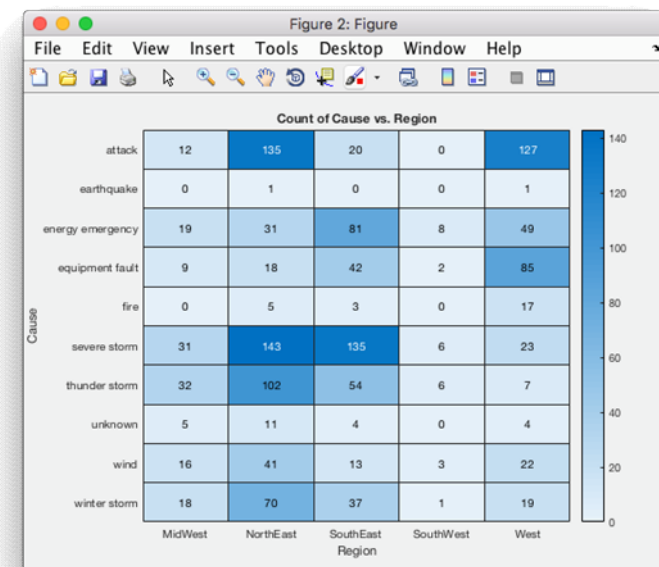 Figure 2: Figure
File Edit View Insert Tools Desktop Window Help
Count of Cause vs. Region
attack 12 135 20 0 127
earthquake 0 1 0 0 1
energy emergency 19 31 81 8 49
equipment fault 9 18 42 2 85
fire 0 5 3 0 17
severe storm 31 143 135 6 23
thunder storm 32 102 54 6 7
unknown 5 11 4 0 4
wind 16 41 13 3 22
winter storm 18 70 37 1 19
MidWest NorthEast SouthEast SouthWest West
Region
Cause
140
120
100
80
60
40
20
0